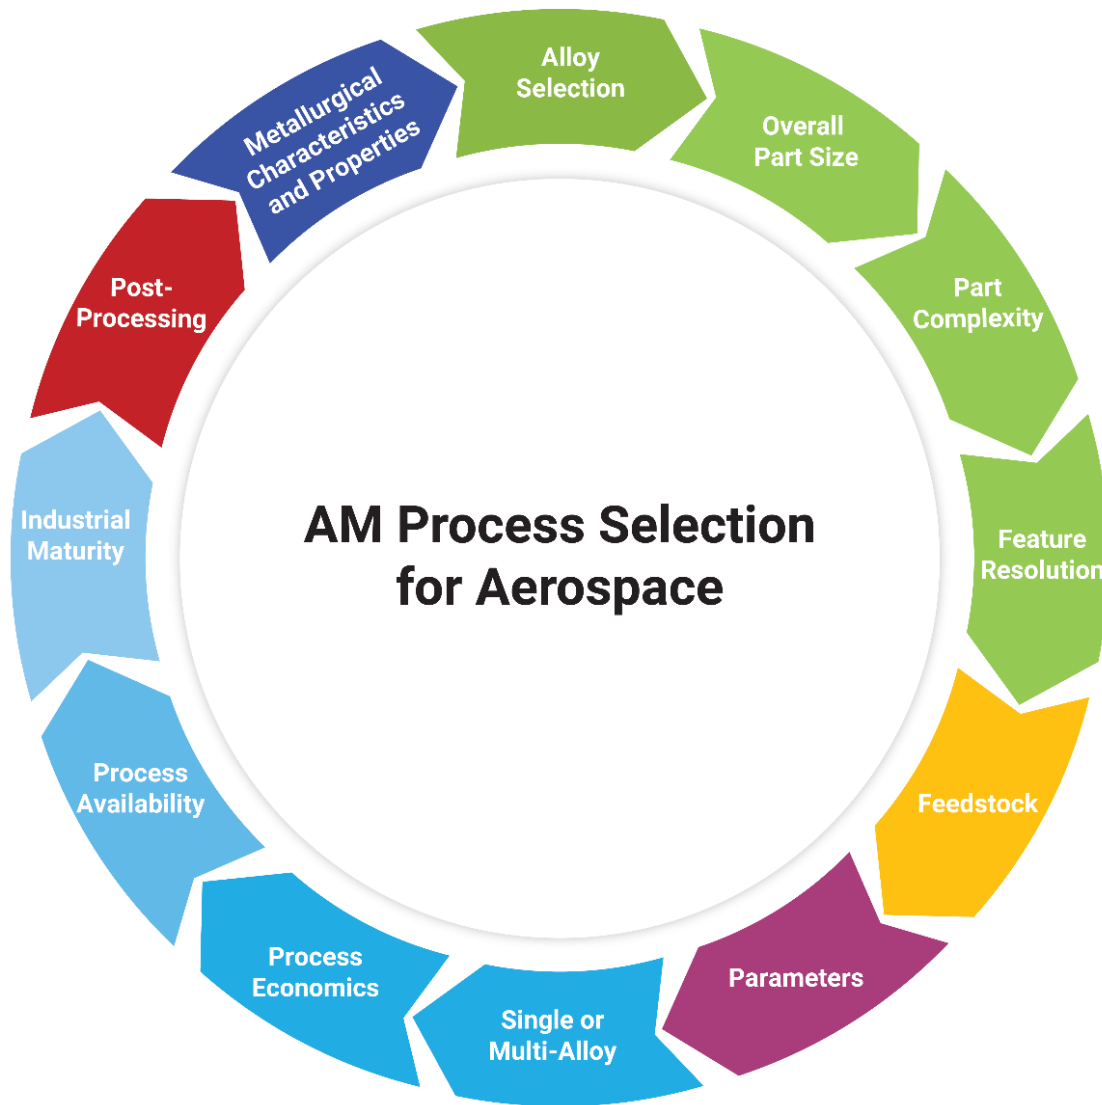 Alloy
Selection
Overall
Part Size
Part
Complexity
Feature
Resolution
Feedstock
Parameters
Single or
Multi-Alloy
Process
Economics
Process
Availability
Industrial
Maturity
Post-
Processing
Metallurgical
Characteristics
and Properties
AM Process Selection
for Aerospace